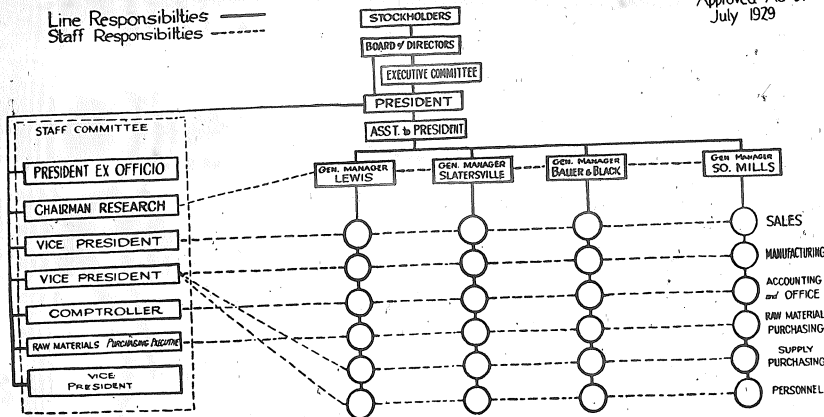 Line Responsibilties
Staff Responsibilties
Approved As Of
July 1929
STOCKHOLDERS
BOARD of DIRECTORS
EXECUTIVE COMMITTEE
PRESIDENT
ASS'T. to PRESIDENT
STAFF COMMITTEE
PRESIDENT EX OFFICIO
CHAIRMAN RESEARCH
VICE PRESIDENT
VICE PRESIDENT
COMPTROLLER
RAW MATERIALS PURCHASING EXECUTIVE
VICE
PRESIDENT
GEN. MANAGER
LEWIS
GEN. MANAGER
SLATERSVILLE
GEN. MANAGER
BAUER & BLACK
GEN MANAGER
SO. MILLS
SALES
MANUFACTURING
ACCOUNTING
and OFFICE
RAW MATERIAL
PURCHASING
SUPPLY
PURCHASING
PERSONNEL